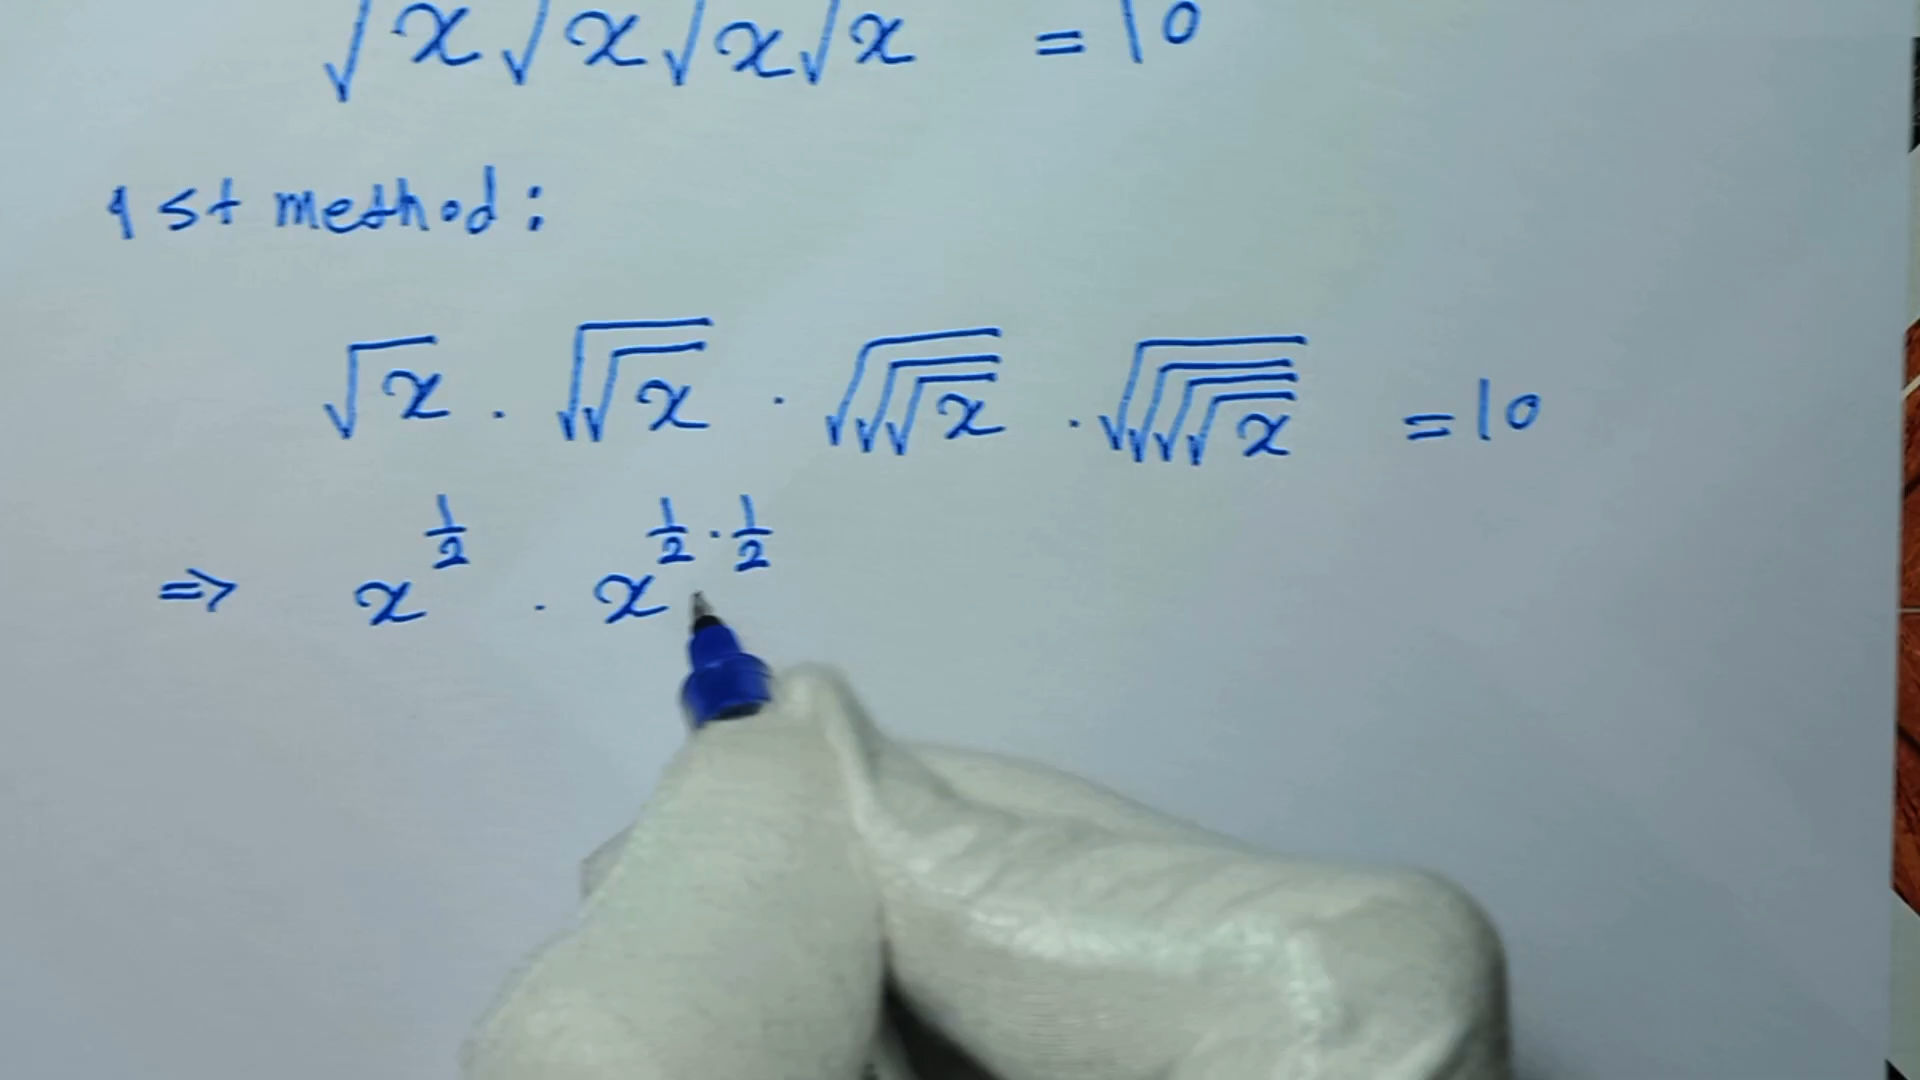 √x√x√x√x = 10
1st method:
√x . √√x . √√√x . √√√√x = 10
⇒ x^(1/2) . x^(1/2 · 1/2)